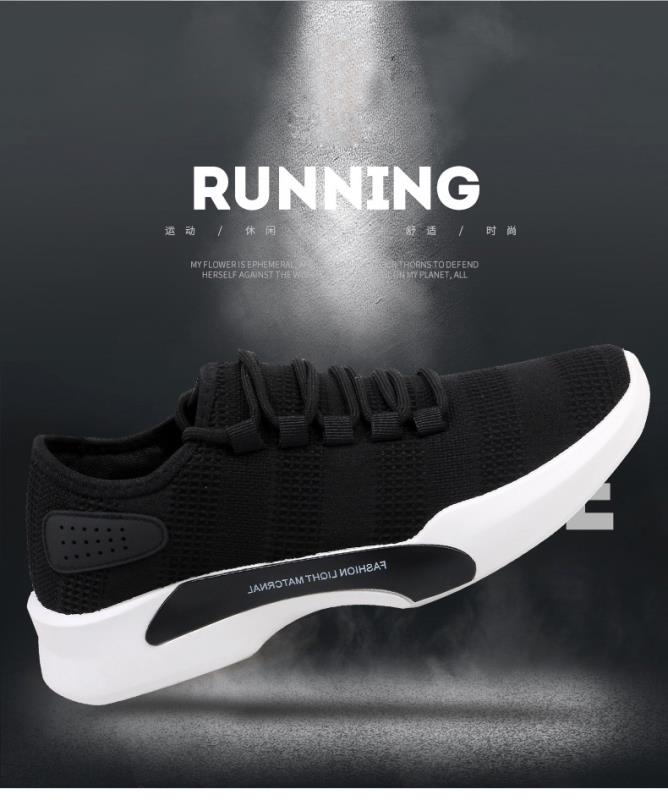 RUNNING
运动 / 休闲 舒适 / 时尚
MY FLOWER IS EPHEMERAL, THORNS TO DEFEND
HERSELF AGAINST THE ON MY PLANET, ALL
FASHION LIGHT MATCRNAL